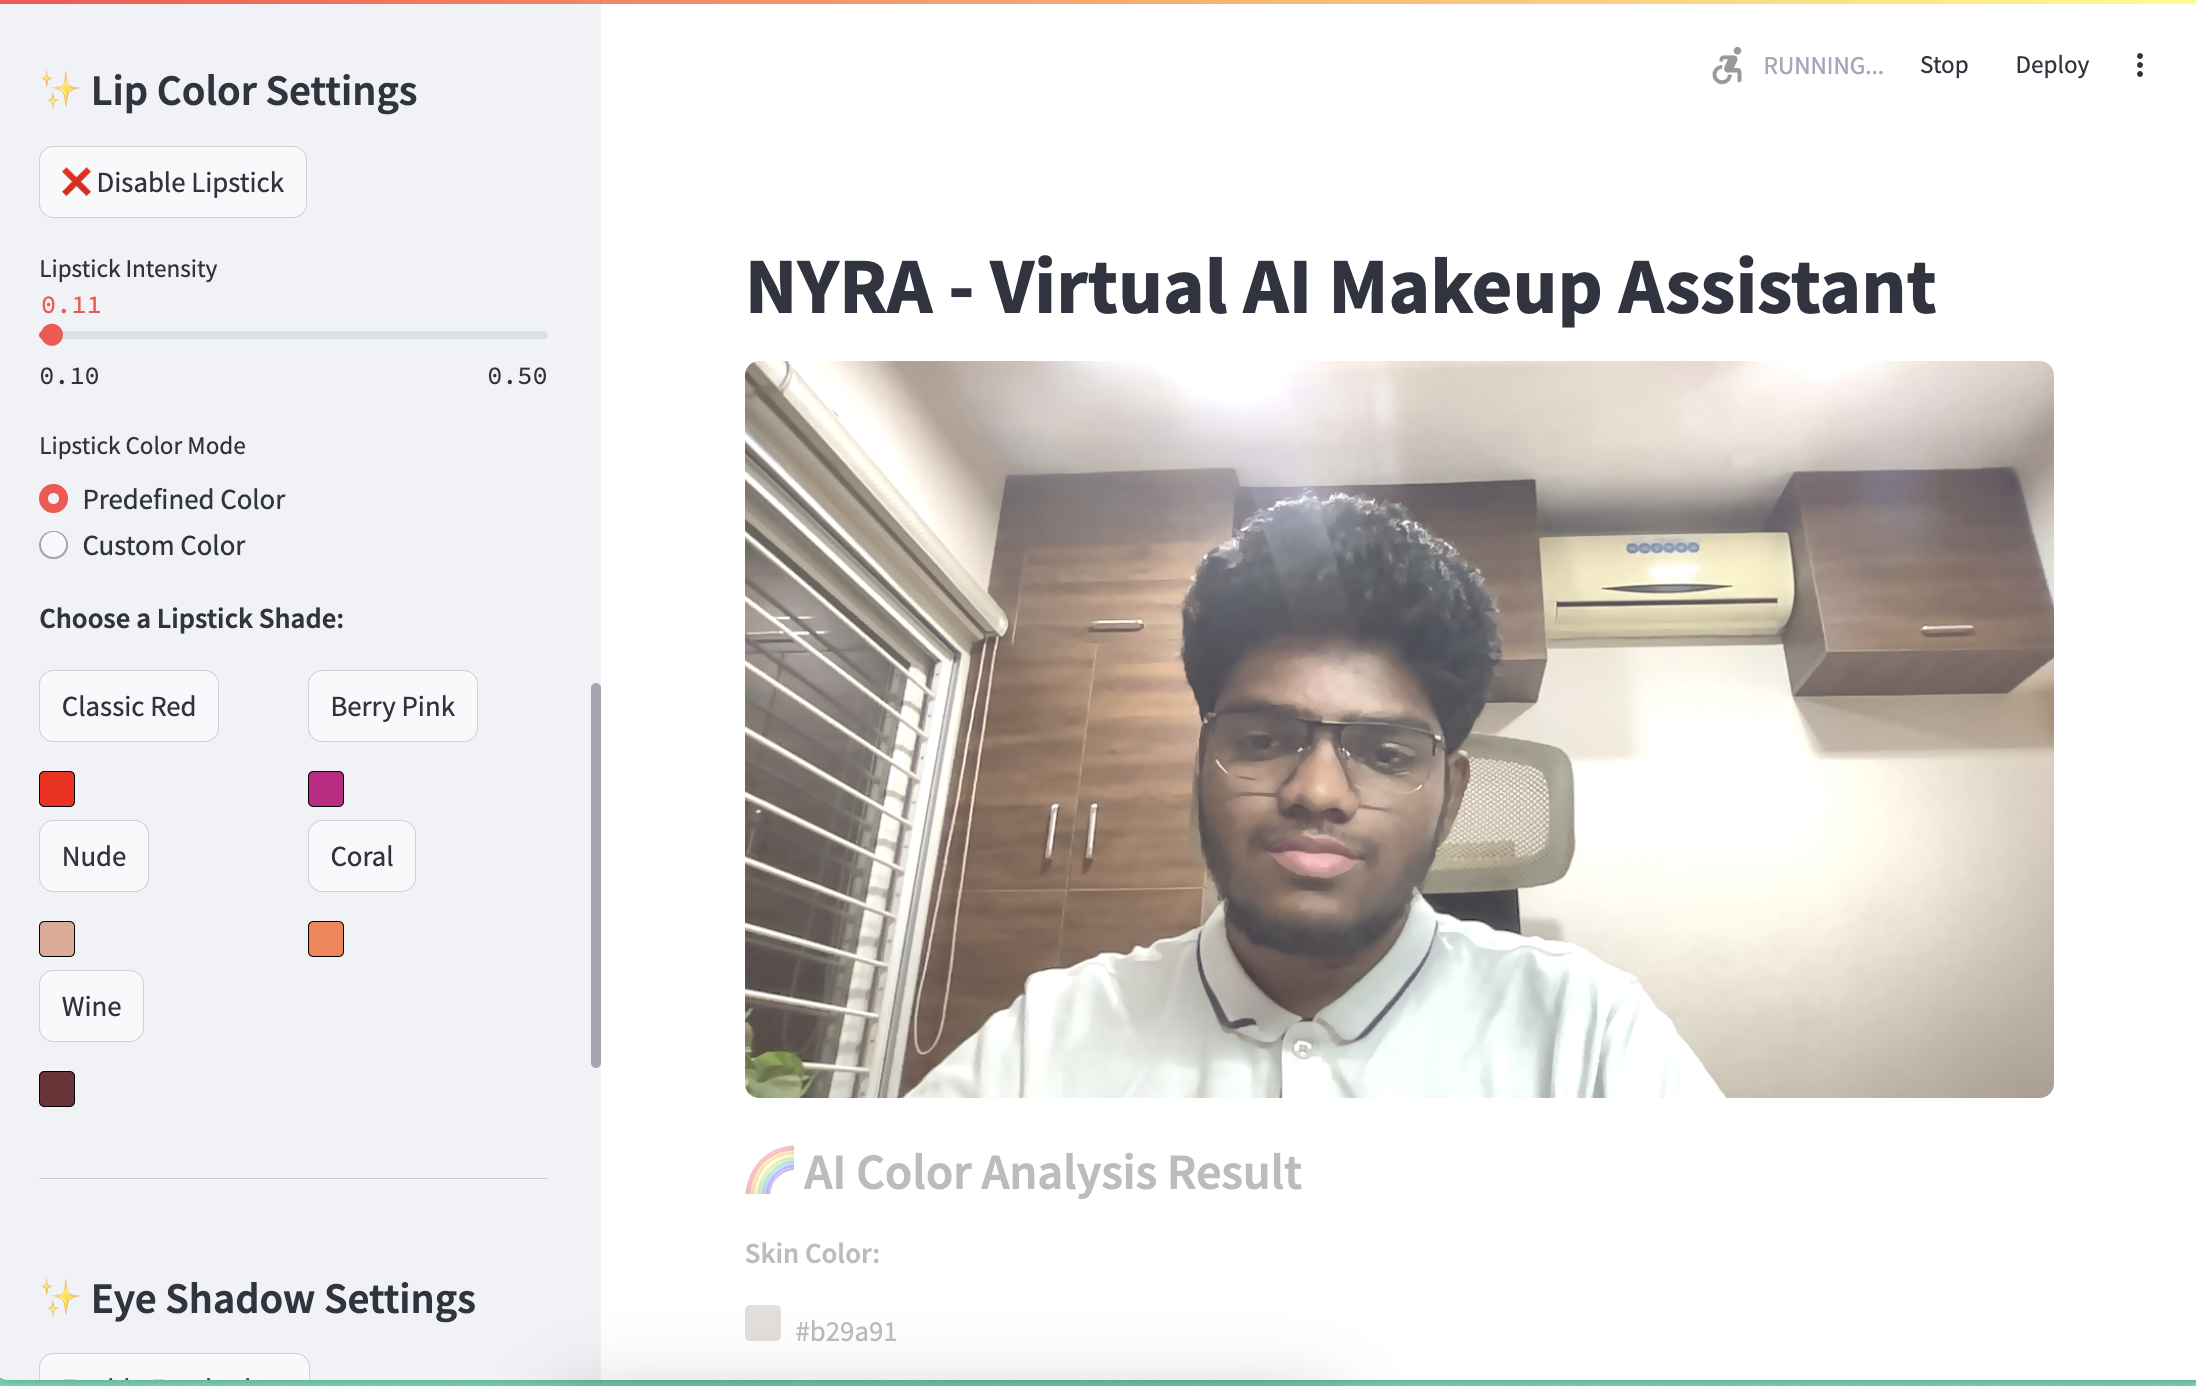 ✨ Lip Color Settings
❌ Disable Lipstick
Lipstick Intensity
0.11
0.10 0.50
Lipstick Color Mode
Predefined Color
Custom Color
Choose a Lipstick Shade:
Classic Red Berry Pink
Nude Coral
Wine
✨ Eye Shadow Settings
RUNNING... Stop Deploy
NYRA - Virtual AI Makeup Assistant
🌈 AI Color Analysis Result
Skin Color:
#b29a91